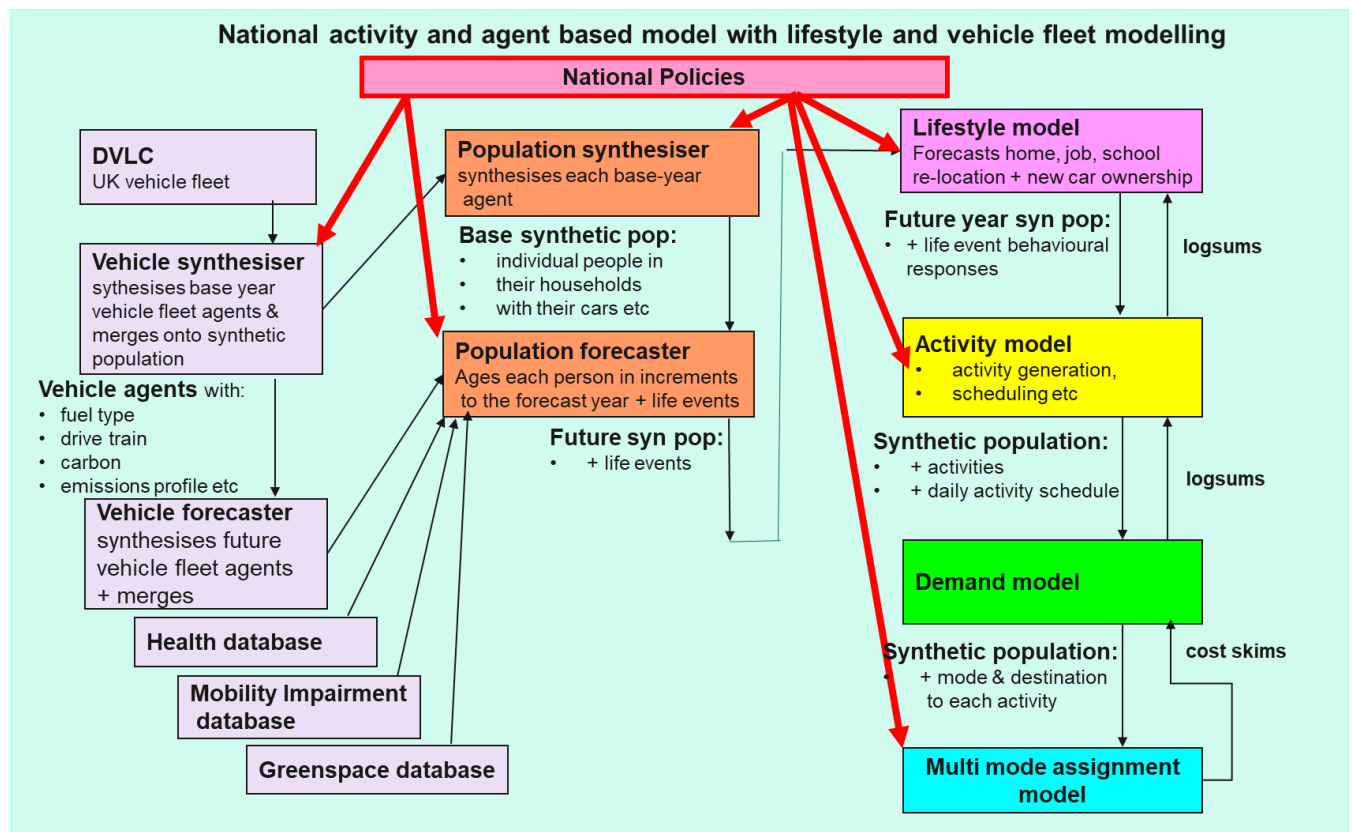 National activity and agent based model with lifestyle and vehicle fleet modelling
National Policies
DVLC
UK vehicle fleet
Vehicle synthesiser
sythesises base year
vehicle fleet agents &
merges onto synthetic
population
Vehicle agents with:
• fuel type
• drive train
• carbon
• emissions profile etc
Vehicle forecaster
synthesises future
vehicle fleet agents
+ merges
Health database
Mobility Impairment
database
Greenspace database
Population synthesiser
synthesises each base-year
agent
Base synthetic pop:
• individual people in
• their households
• with their cars etc
Population forecaster
Ages each person in increments
to the forecast year + life events
Future syn pop:
• + life events
Lifestyle model
Forecasts home, job, school
re-location + new car ownership
Future year syn pop:
• + life event behavioural
responses
logsums
Activity model
• activity generation,
• scheduling etc
Synthetic population:
• + activities
• + daily activity schedule
logsums
Demand model
Synthetic population:
• + mode & destination
to each activity
cost skims
Multi mode assignment
model